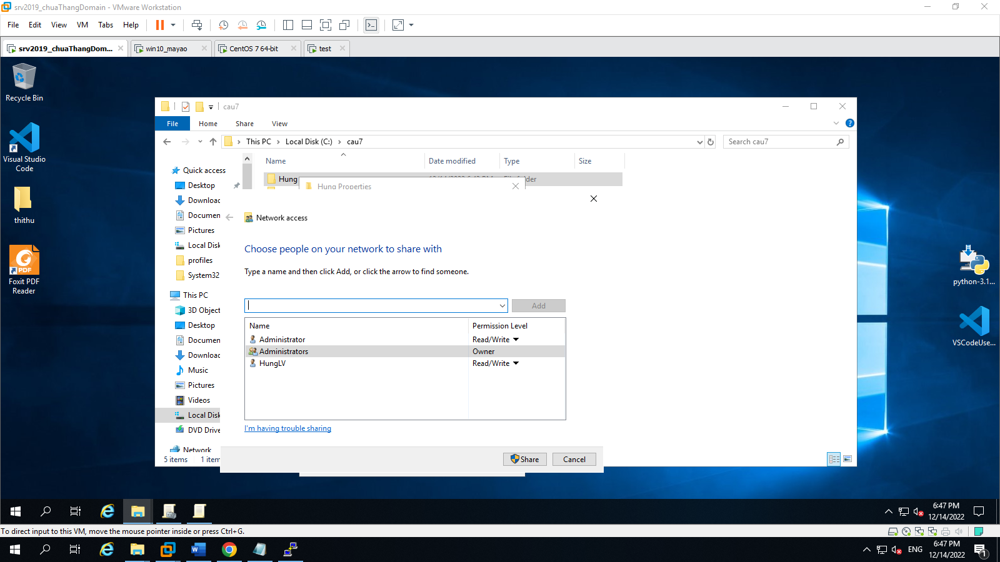 srv2019_chuaThangDomain - VMware Workstation
File Edit View VM Tabs Help
srv2019_chuaThangDom... win10_mayao CentOS 7 64-bit test
Recycle Bin
Visual Studio
Code
thithu
PDF
Foxit PDF
Reader
cau7
File Home Share View
This PC Local Disk (C:) cau7
Search cau7
Name Date modified Type Size
Quick access
Desktop
Downloac
Documen
Pictures
Local Disk
profiles
System32
This PC
3D Object
Desktop
Documen
Downloac
Music
Pictures
Videos
Local Disk
DVD Drive
Network
5 items 1 item
Hung
Hung Properties
Network access
Choose people on your network to share with
Type a name and then click Add, or click the arrow to find someone.
Add
Name Permission Level
Administrator Read/Write
Administrators Owner
HungLV Read/Write
I'm having trouble sharing
Share Cancel
python-3.1...
VSCodeUse...
6:47 PM
12/14/2022
To direct input to this VM, move the mouse pointer inside or press Ctrl+G.
ENG
6:47 PM
12/14/2022
1